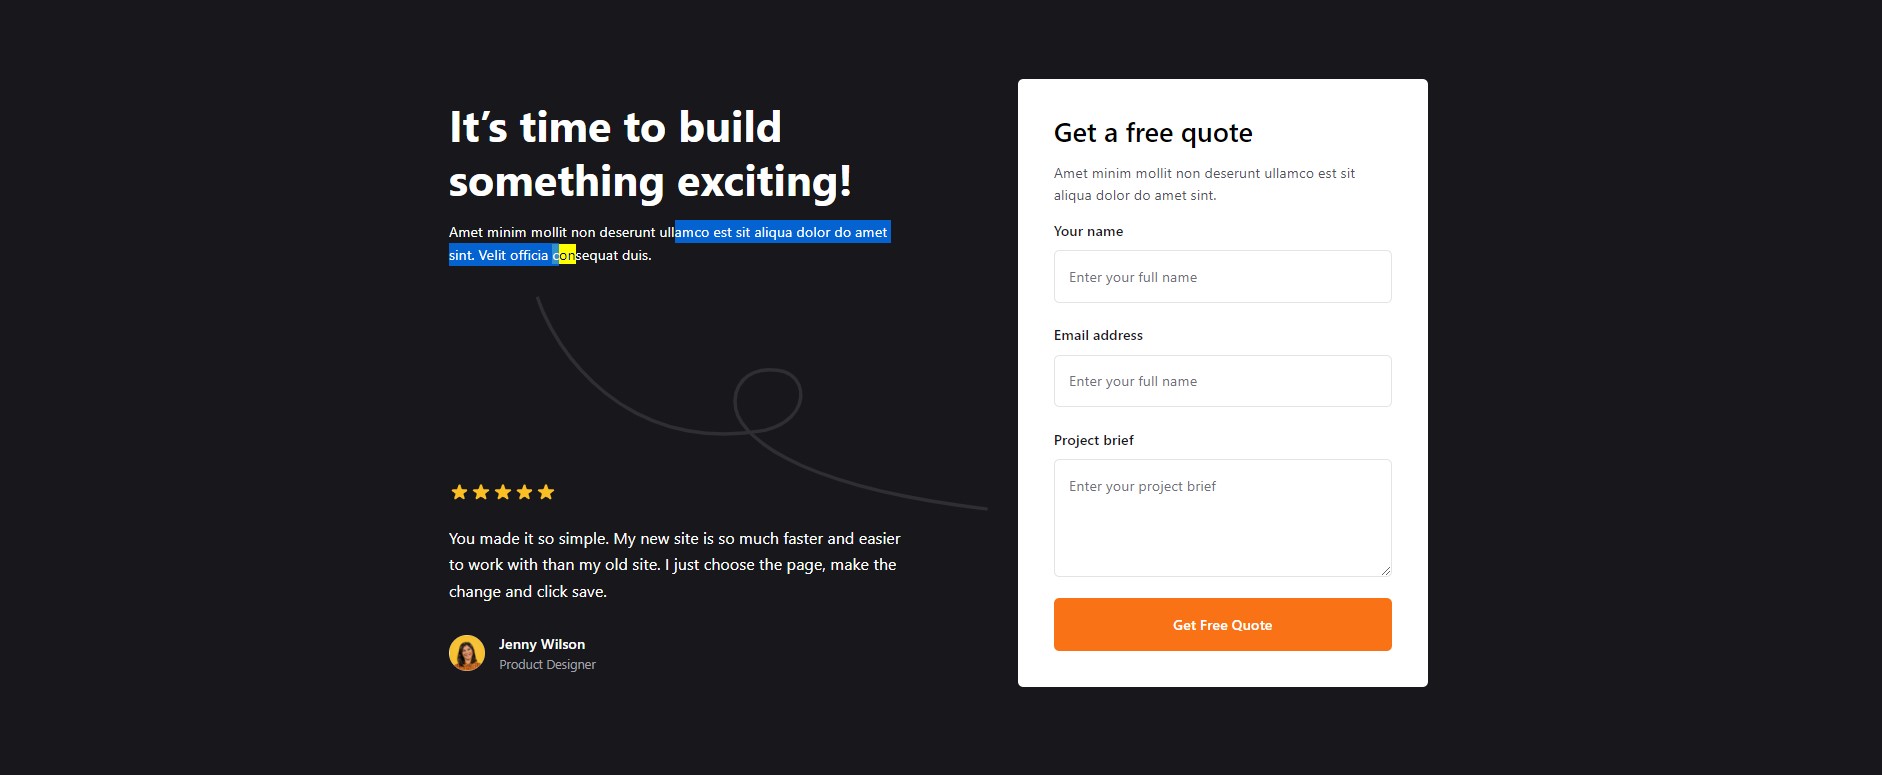 It’s time to build
something exciting!
Amet minim mollit non deserunt ullamco est sit aliqua dolor do amet
sint. Velit officia consequat duis.
You made it so simple. My new site is so much faster and easier
to work with than my old site. I just choose the page, make the
change and click save.
Jenny Wilson
Product Designer
Get a free quote
Amet minim mollit non deserunt ullamco est sit
aliqua dolor do amet sint.
Your name
Enter your full name
Email address
Enter your full name
Project brief
Enter your project brief
Get Free Quote